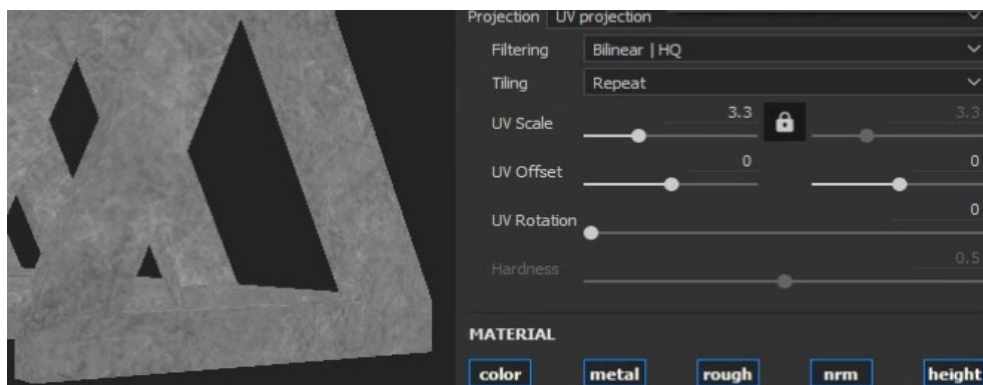 Projection UV projection
Filtering Bilinear | HQ
Tiling Repeat
UV Scale 3.3 3.3
UV Offset 0 0
UV Rotation 0
Hardness 0.5
MATERIAL
color metal rough nrm height